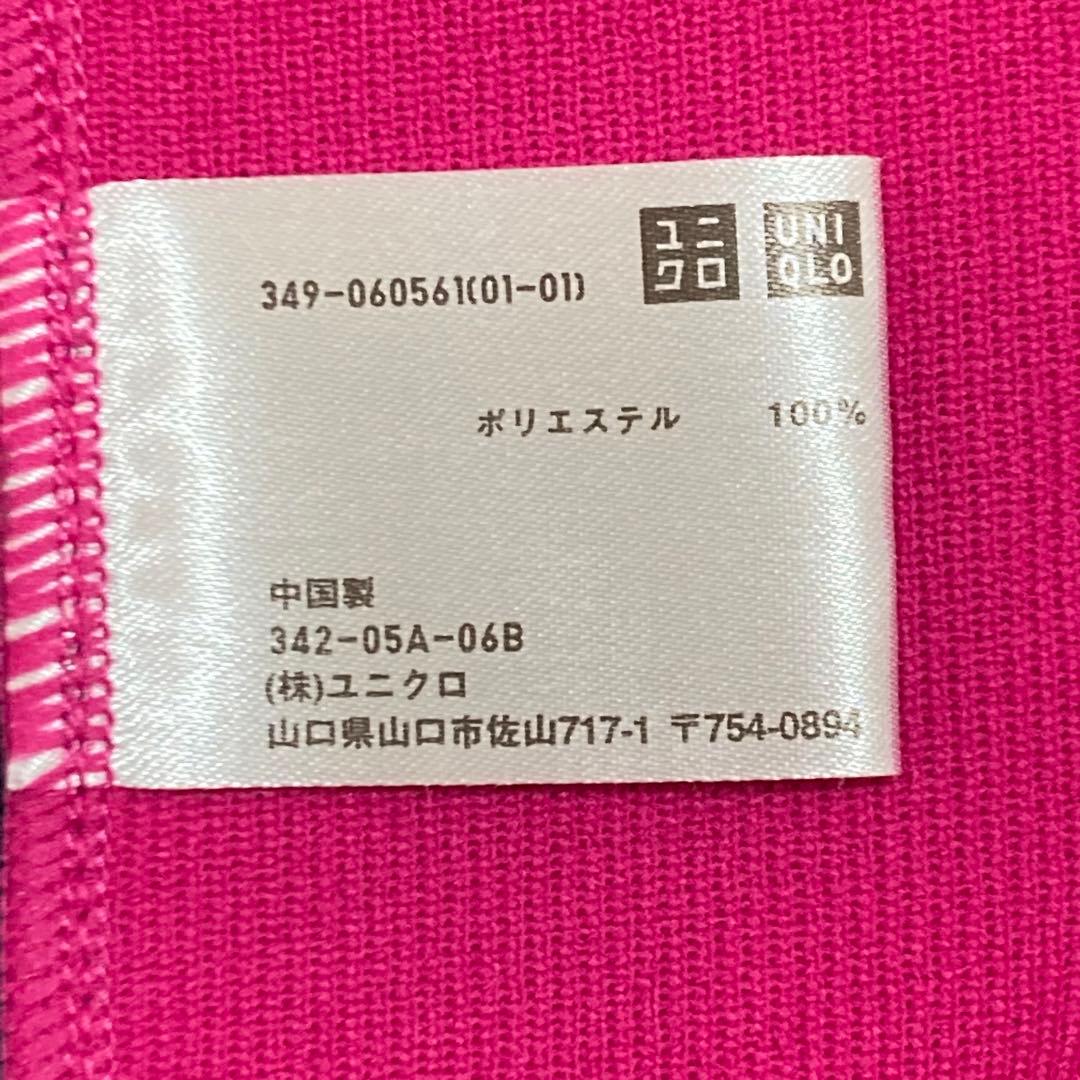 ユニ
クロ
UNI
QLO
349-060561(01-01)
ポリエステル 100%
中国製
342-05A-06B
(株)ユニクロ
山口県山口市佐山717-1 〒754-0894